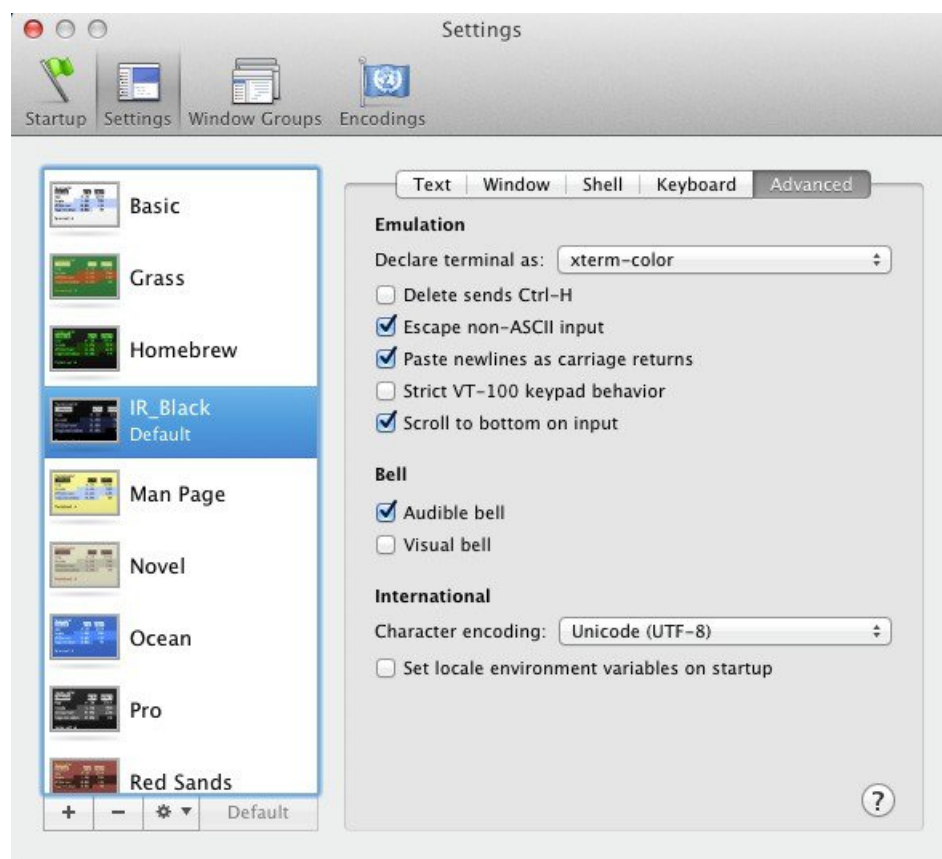 Settings
Startup Settings Window Groups Encodings
Basic
Grass
Homebrew
IR_Black
Default
Man Page
Novel
Ocean
Pro
Red Sands
+ − Default
Text Window Shell Keyboard Advanced
Emulation
Declare terminal as: xterm-color
Delete sends Ctrl-H
Escape non-ASCII input
Paste newlines as carriage returns
Strict VT-100 keypad behavior
Scroll to bottom on input
Bell
Audible bell
Visual bell
International
Character encoding: Unicode (UTF-8)
Set locale environment variables on startup
?